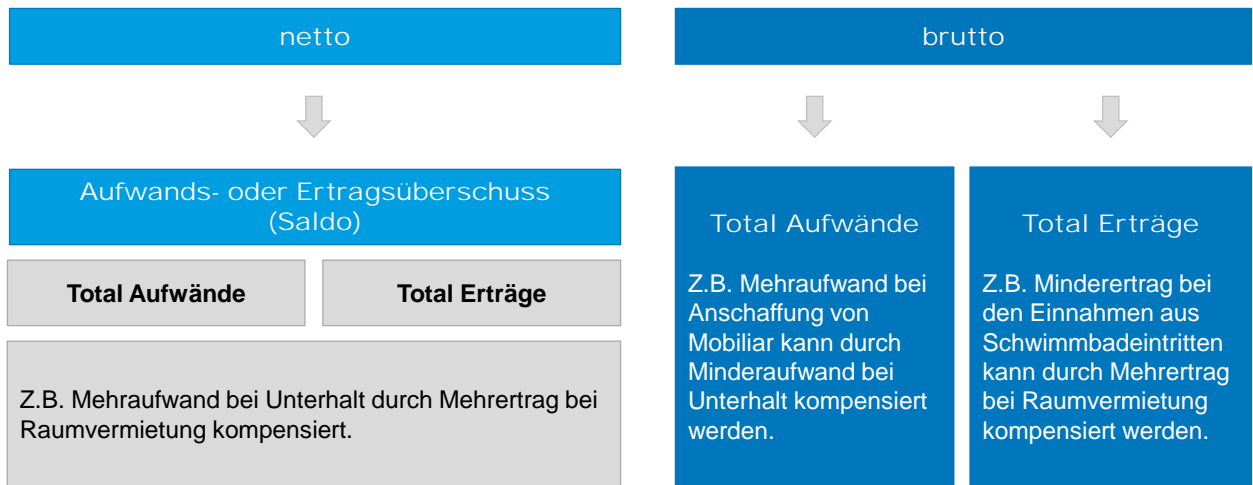 netto
Aufwands- oder Ertragsüberschuss
(Saldo)
Total Aufwände
Total Erträge
Z.B. Mehraufwand bei Unterhalt durch Mehrertrag bei
Raumvermietung kompensiert.
brutto
Total Aufwände
Z.B. Mehraufwand bei
Anschaffung von
Mobiliar kann durch
Minderaufwand bei
Unterhalt kompensiert
werden.
Total Erträge
Z.B. Minderertrag bei
den Einnahmen aus
Schwimmbadeintritten
kann durch Mehrertrag
bei Raumvermietung
kompensiert werden.